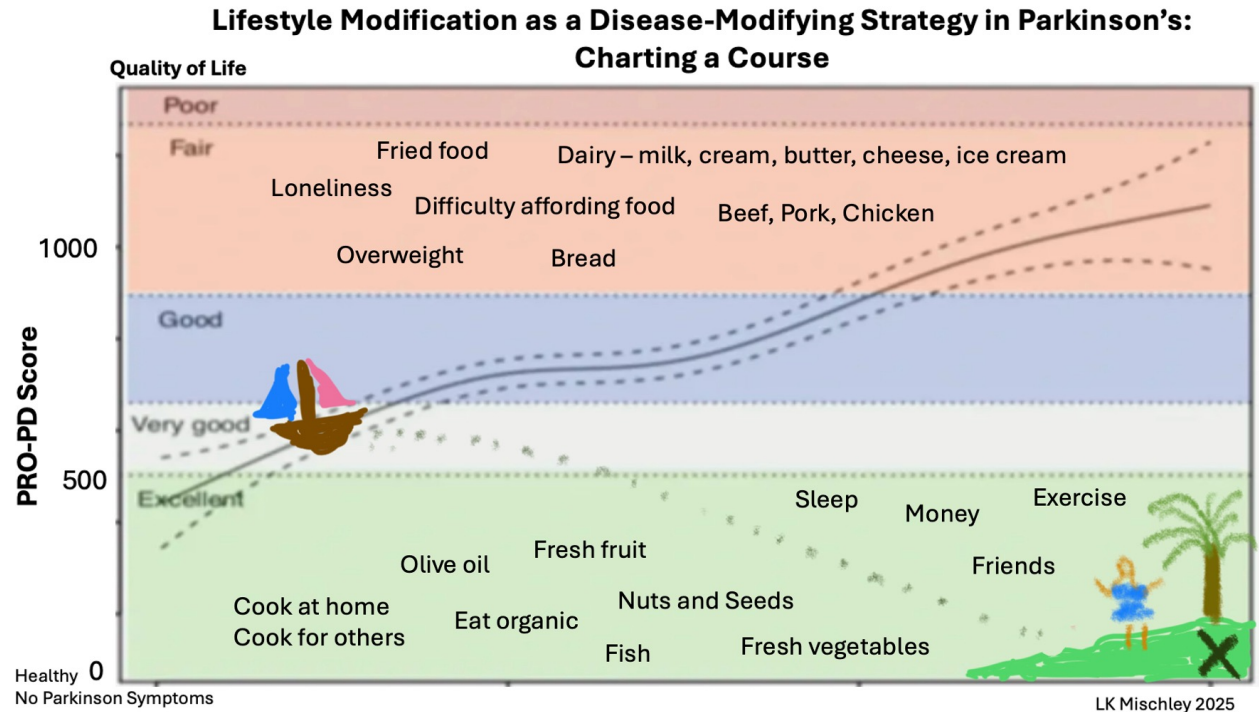 Lifestyle Modification as a Disease-Modifying Strategy in Parkinson’s:
Charting a Course
Quality of Life
Poor
Fair
Fried food
Dairy – milk, cream, butter, cheese, ice cream
Loneliness
Difficulty affording food
Beef, Pork, Chicken
1000
Overweight
Bread
Good
PRO-PD Score
Very good
500
Excellent
Sleep
Exercise
Money
Fresh fruit
Olive oil
Friends
Nuts and Seeds
Cook at home
Cook for others
Eat organic
Fresh vegetables
Fish
X
0
Healthy
No Parkinson Symptoms
LK Mischley 2025